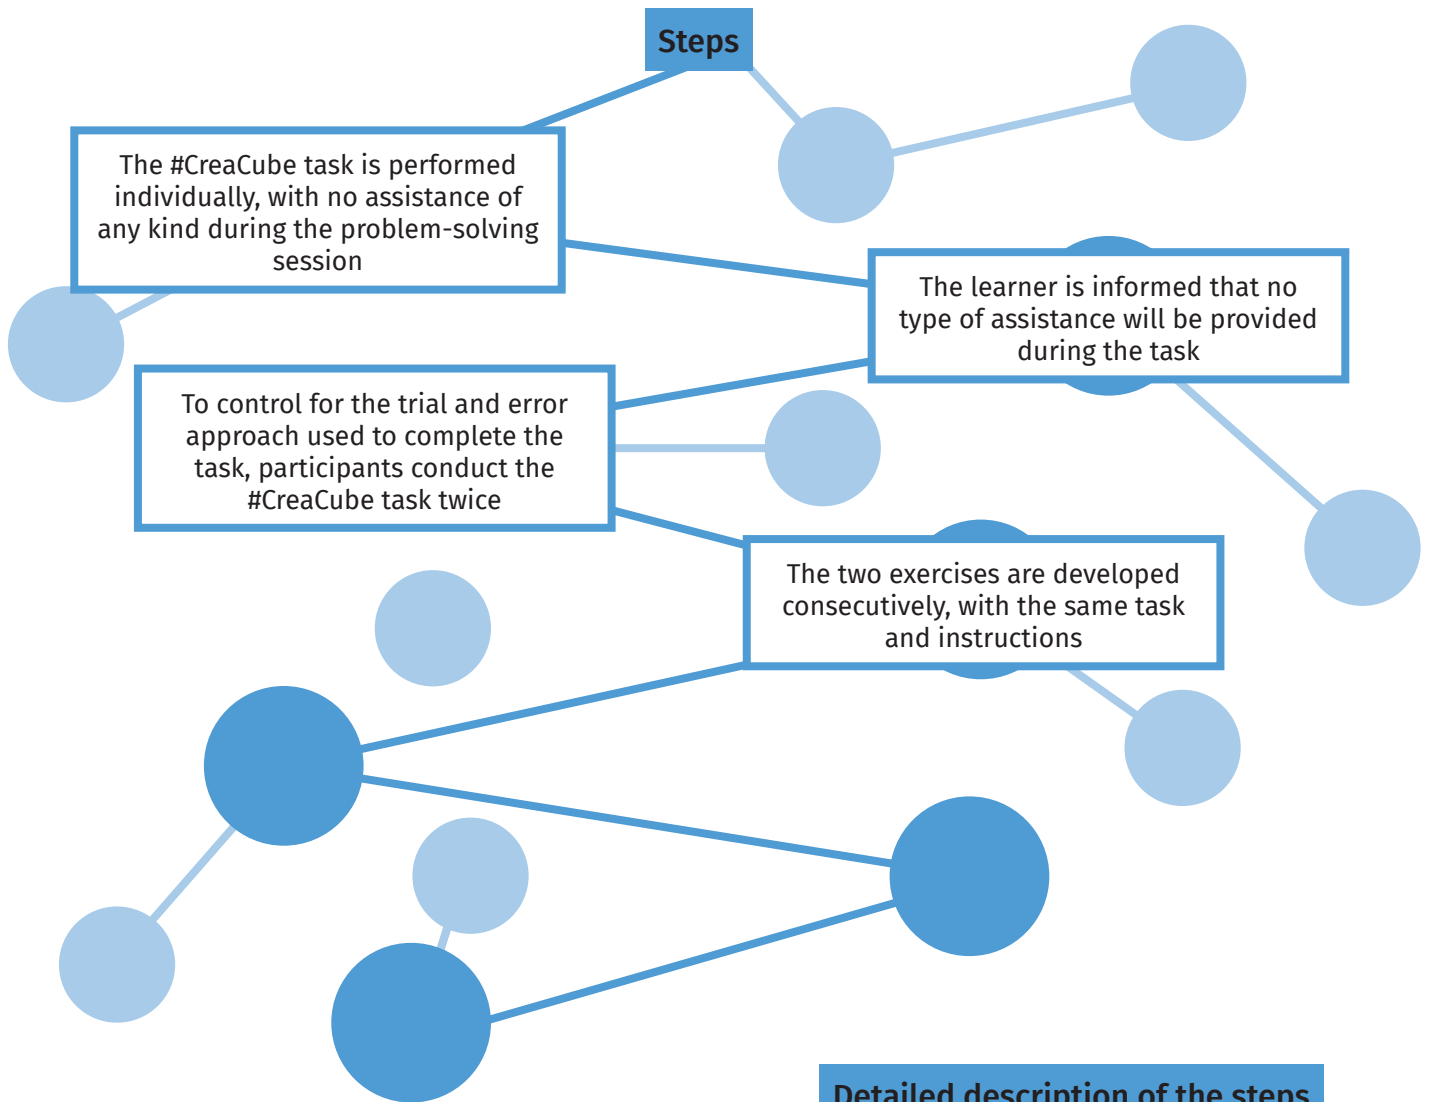 Steps
The #CreaCube task is performed
individually, with no assistance of
any kind during the problem-solving
session
The learner is informed that no
type of assistance will be provided
during the task
To control for the trial and error
approach used to complete the
task, participants conduct the
#CreaCube task twice
The two exercises are developed
consecutively, with the same task
and instructions
Detailed description of the steps